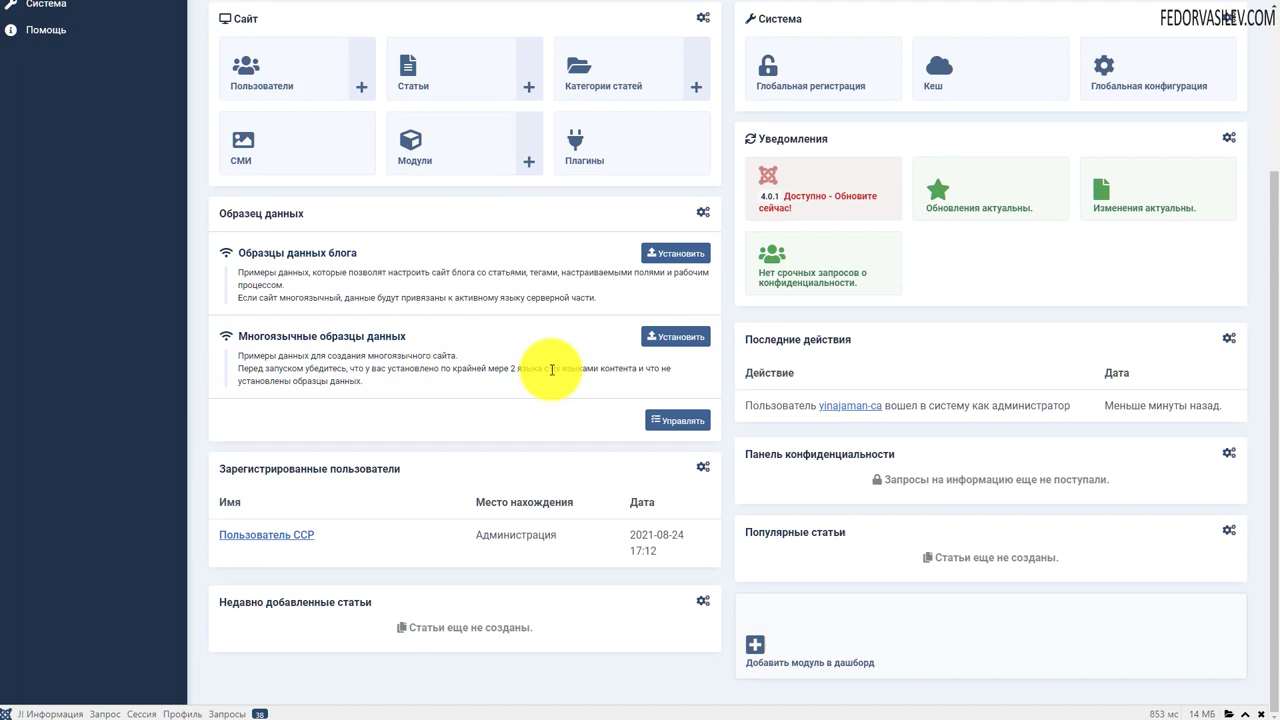 Система
Помощь
Сайт
Пользователи
Статьи
Категории статей
СМИ
Модули
Плагины
Образец данных
Образцы данных блога
Установить
Примеры данных, которые позволят настроить сайт блога со статьями, тегами, настраиваемыми полями и рабочим
процессом.
Если сайт многоязычный, данные будут привязаны к активному языку серверной части.
Многоязычные образцы данных
Установить
Примеры данных для создания многоязычного сайта.
Перед запуском убедитесь, что у вас установлено по крайней мере 2 языка с их языками контента и что не
установлены образцы данных.
Управлять
Зарегистрированные пользователи
Имя Место нахождения Дата
Пользователь ССР Администрация 2021-08-24
17:12
Недавно добавленные статьи
Статьи еще не созданы.
FEDORVASILEV.COM
Система
Глобальная регистрация
Кеш
Глобальная конфигурация
Уведомления
4.0.1 Доступно - Обновите
сейчас!
Обновления актуальны.
Изменения актуальны.
Нет срочных запросов о
конфиденциальности.
Последние действия
Действие Дата
Пользователь yinajaman-ca вошел в систему как администратор Меньше минуты назад.
Панель конфиденциальности
Запросы на информацию еще не поступали.
Популярные статьи
Статьи еще не созданы.
Добавить модуль в дашборд
J! Информация Запрос Сессия Профиль Запросы 38
853 мс 14 МБ